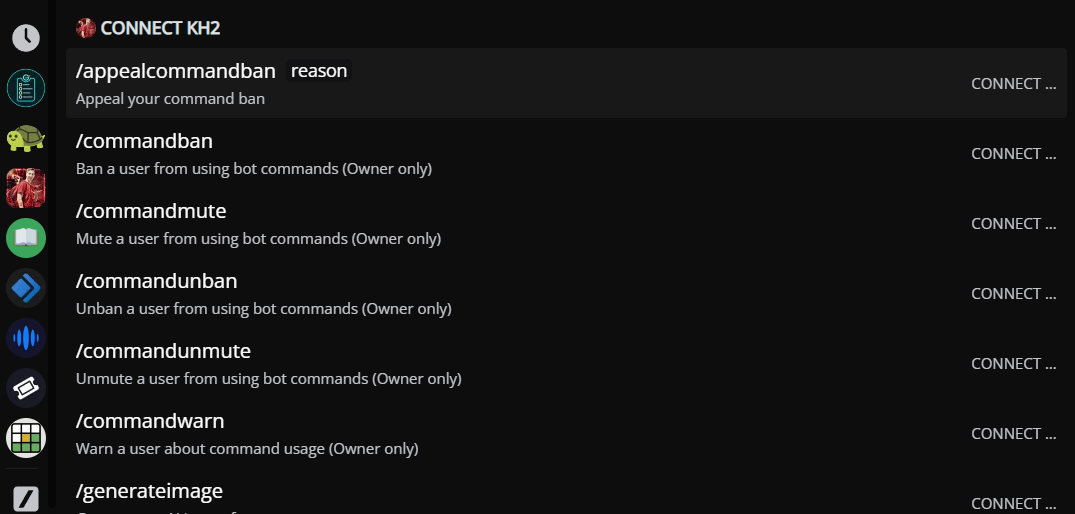 CONNECT KH2
/appealcommandban reason
Appeal your command ban
CONNECT ...
/commandban
Ban a user from using bot commands (Owner only)
CONNECT ...
/commandmute
Mute a user from using bot commands (Owner only)
CONNECT ...
/commandunban
Unban a user from using bot commands (Owner only)
CONNECT ...
/commandunmute
Unmute a user from using bot commands (Owner only)
CONNECT ...
/commandwarn
Warn a user about command usage (Owner only)
CONNECT ...
/generateimage
CONNECT ...